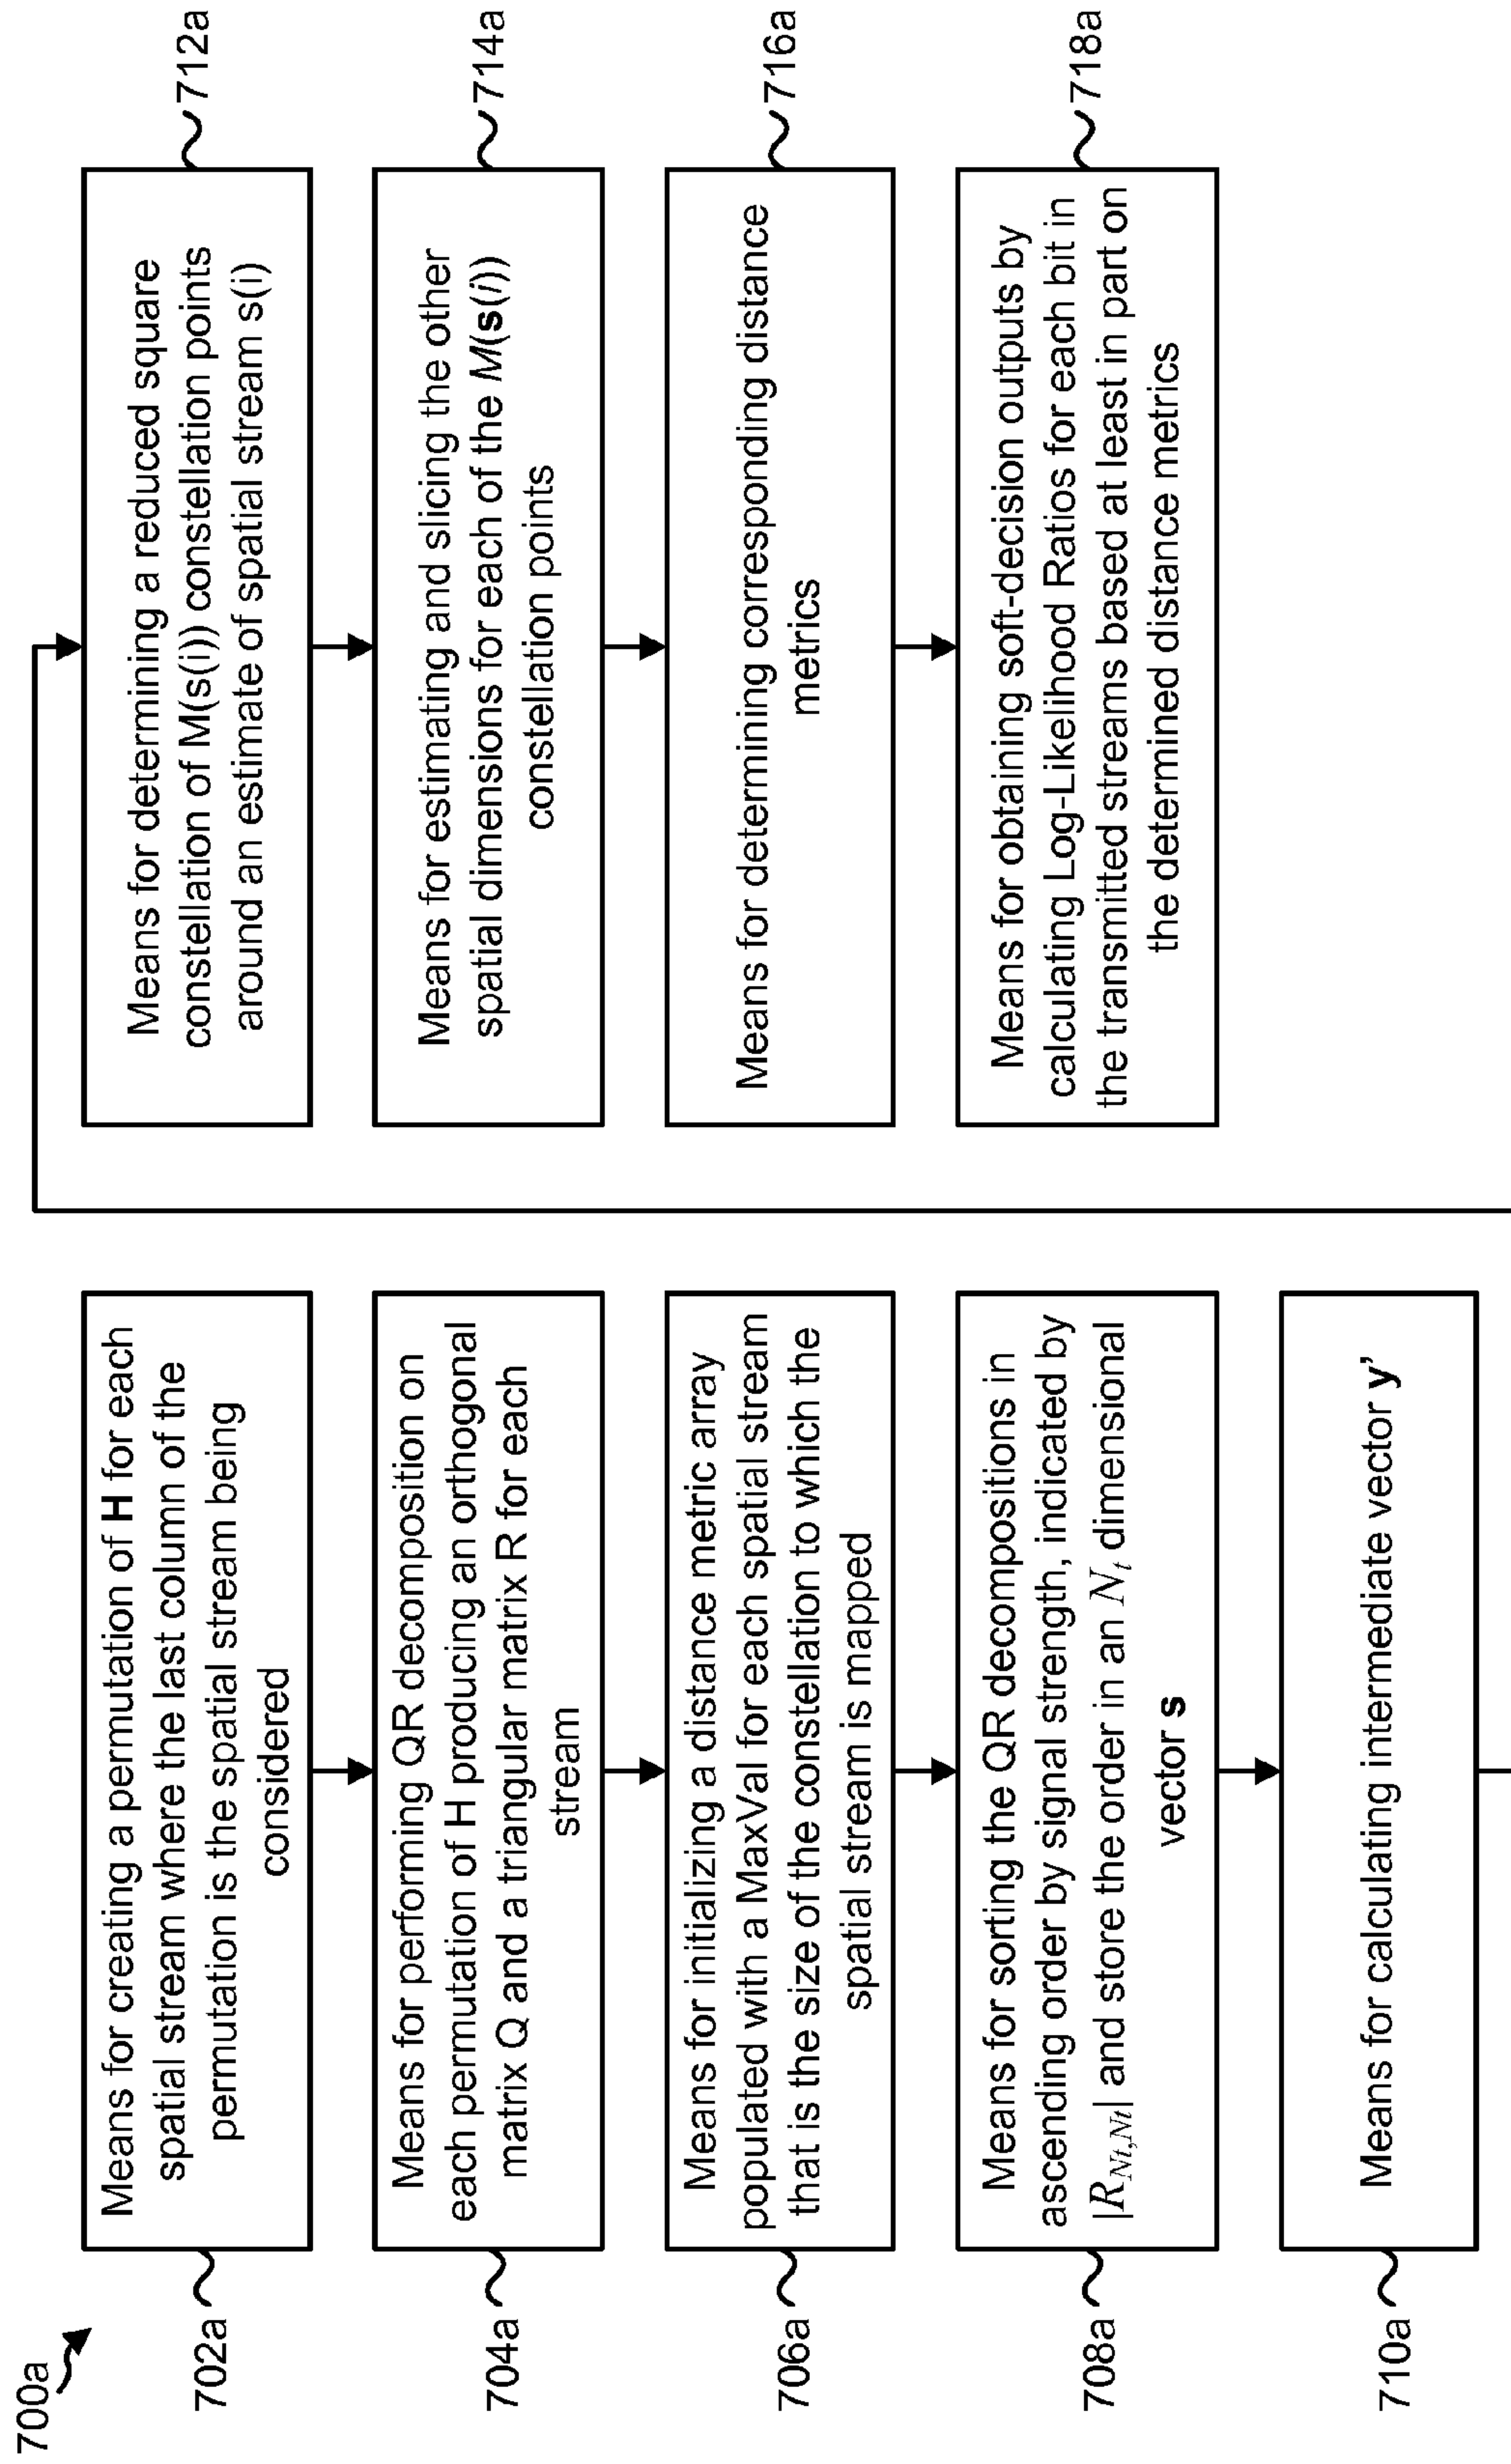 700a
702a
Means for creating a permutation of H for each
spatial stream where the last column of the
permutation is the spatial stream being
considered
704a
Means for performing QR decomposition on
each permutation of H producing an orthogonal
matrix Q and a triangular matrix R for each
stream
706a
Means for initializing a distance metric array
populated with a MaxVal for each spatial stream
that is the size of the constellation to which the
spatial stream is mapped
708a
Means for sorting the QR decompositions in
ascending order by signal strength, indicated by
|R_{Nt,Nt}| and store the order in an N_t dimensional
vector s
710a
Means for calculating intermediate vector y'
712a
Means for determining a reduced square
constellation of M(s(i)) constellation points
around an estimate of spatial stream s(i)
714a
Means for estimating and slicing the other
spatial dimensions for each of the M(s(i))
constellation points
716a
Means for determining corresponding distance
metrics
718a
Means for obtaining soft-decision outputs by
calculating Log-Likelihood Ratios for each bit in
the transmitted streams based at least in part on
the determined distance metrics